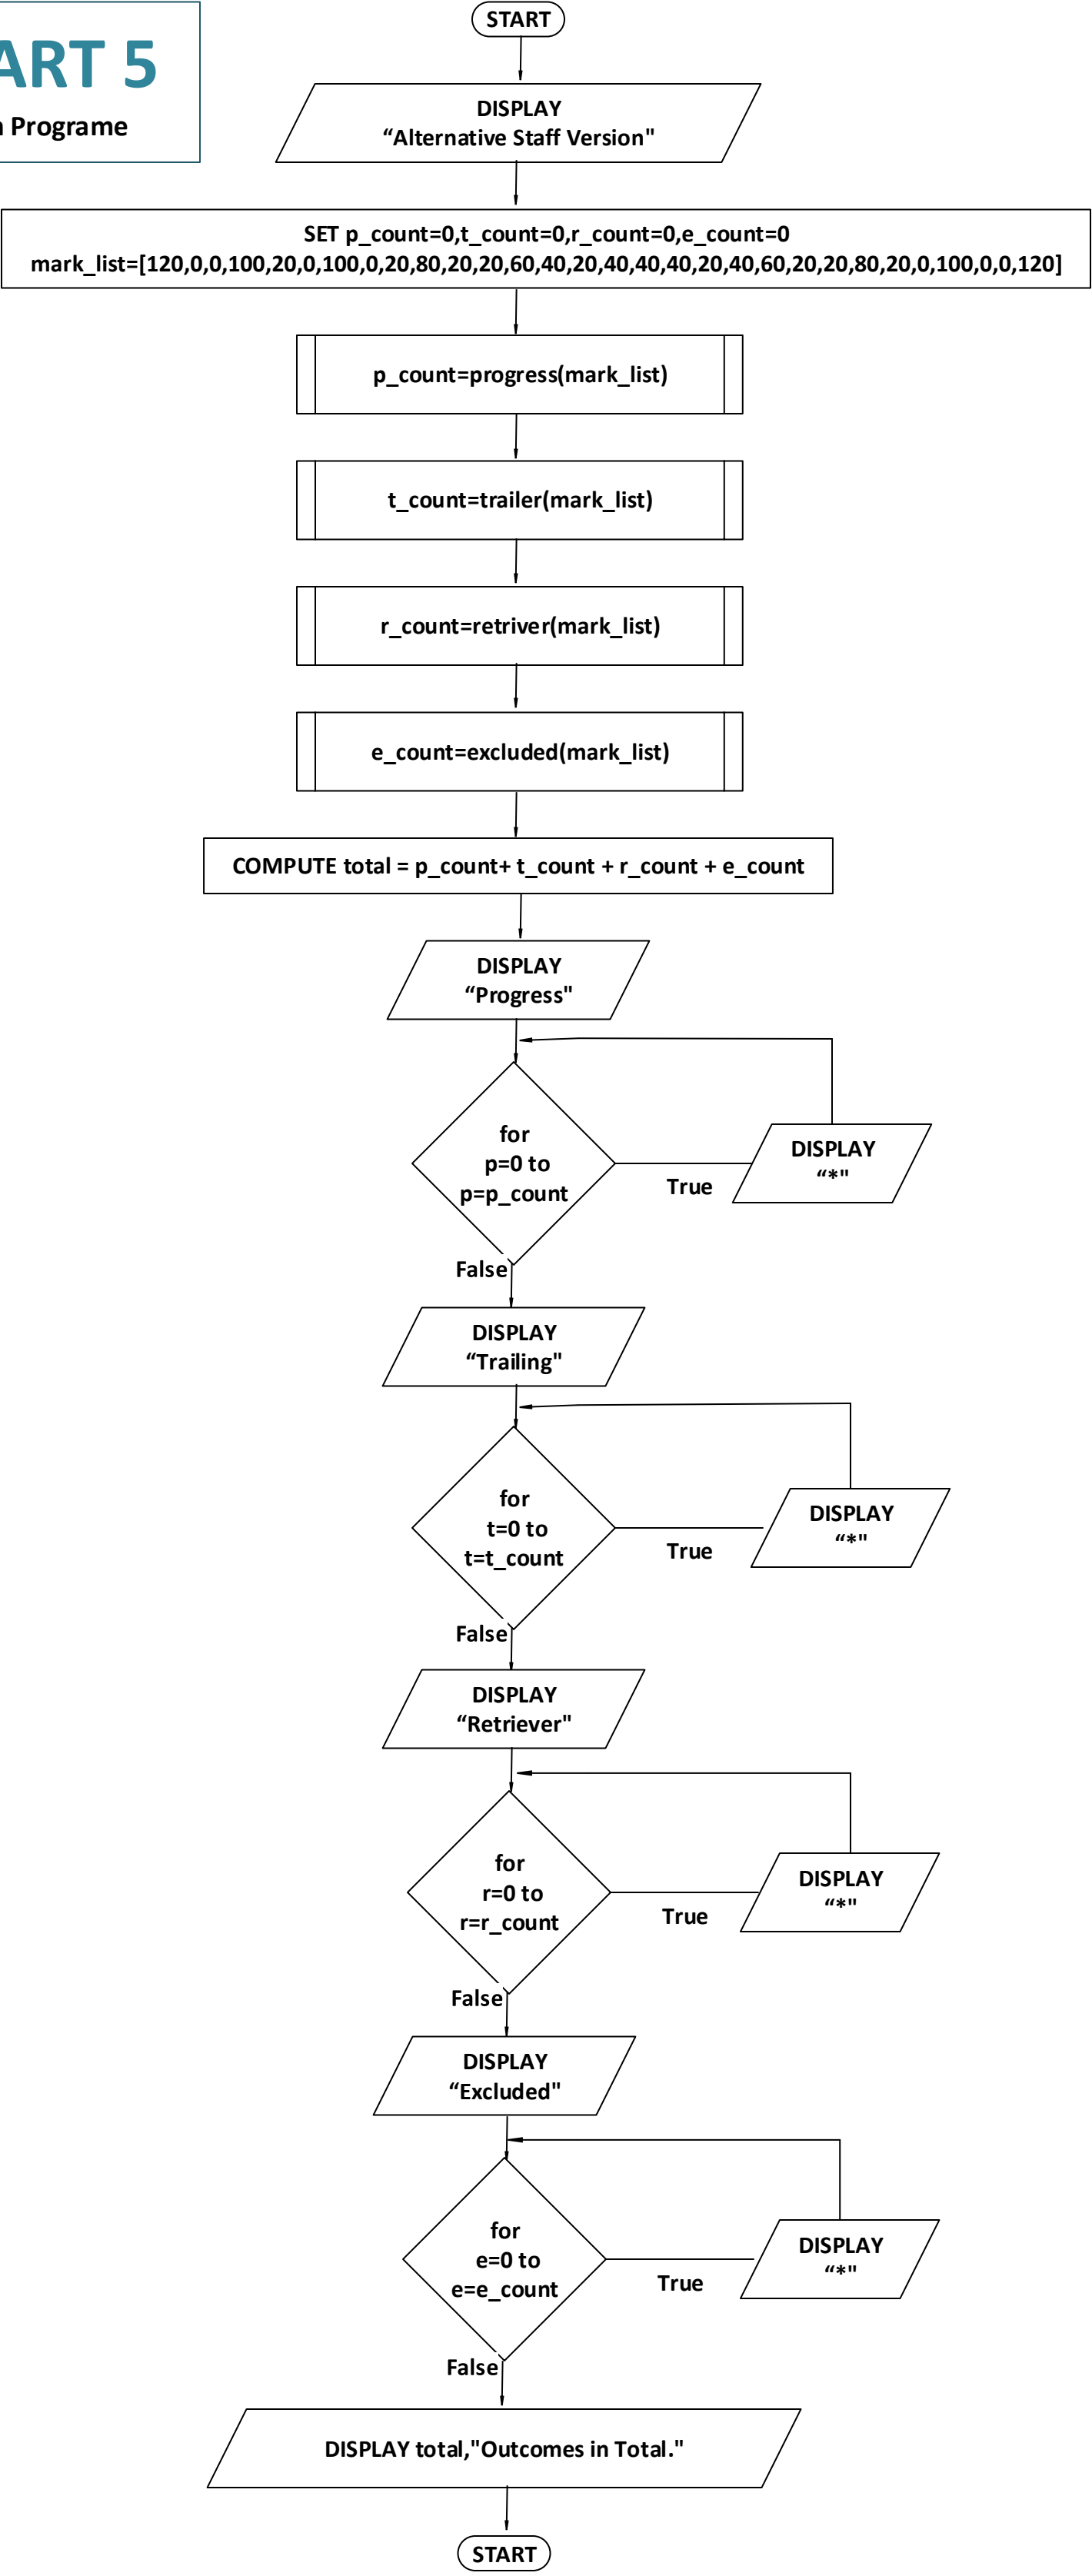 ART 5
Programe
START
DISPLAY
“Alternative Staff Version"
SET p_count=0,t_count=0,r_count=0,e_count=0
mark_list=[120,0,0,100,20,0,100,0,20,80,20,20,60,40,20,40,40,40,20,40,60,20,20,80,20,0,100,0,0,120]
p_count=progress(mark_list)
t_count=trailer(mark_list)
r_count=retriver(mark_list)
e_count=excluded(mark_list)
COMPUTE total = p_count+ t_count + r_count + e_count
DISPLAY
“Progress"
for
p=0 to
p=p_count
True
DISPLAY
“*"
False
DISPLAY
“Trailing"
for
t=0 to
t=t_count
True
DISPLAY
“*"
False
DISPLAY
“Retriever"
for
r=0 to
r=r_count
True
DISPLAY
“*"
False
DISPLAY
“Excluded"
for
e=0 to
e=e_count
True
DISPLAY
“*"
False
DISPLAY total,"Outcomes in Total."
START